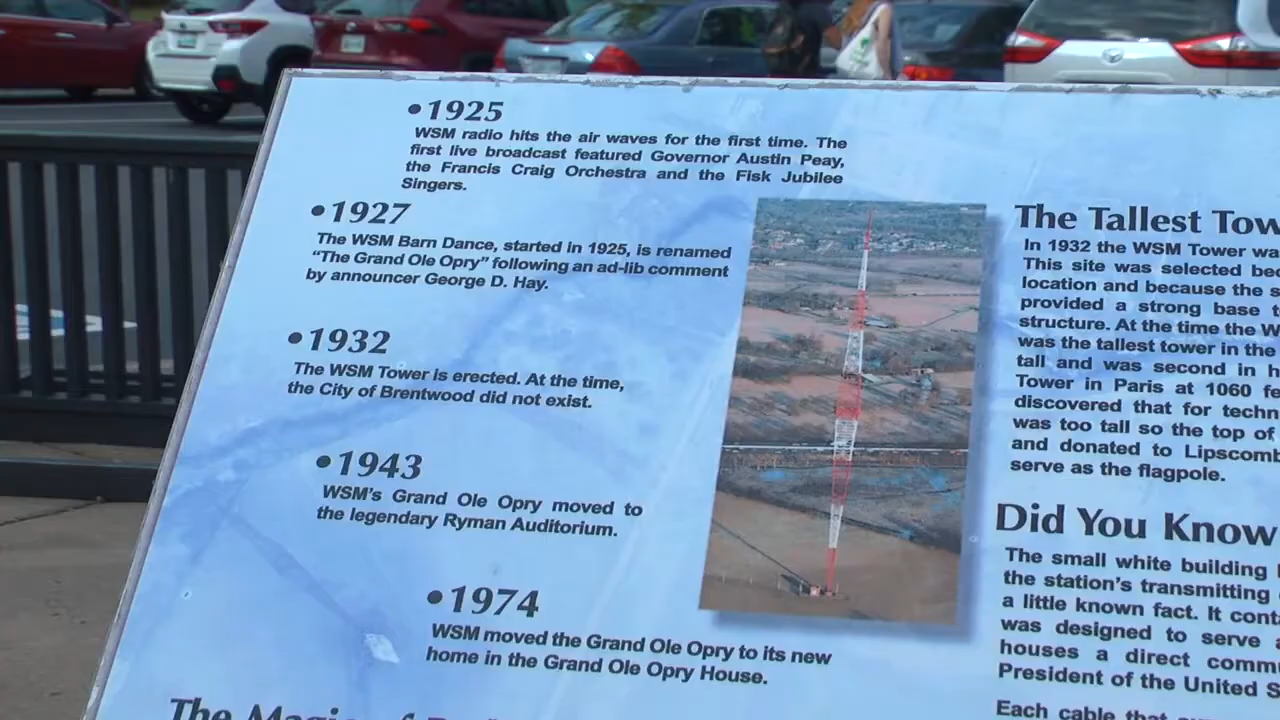 •1925
WSM radio hits the air waves for the first time. The
first live broadcast featured Governor Austin Peay,
the Francis Craig Orchestra and the Fisk Jubilee
Singers.
•1927
The WSM Barn Dance, started in 1925, is renamed
“The Grand Ole Opry” following an ad-lib comment
by announcer George D. Hay.
•1932
The WSM Tower is erected. At the time,
the City of Brentwood did not exist.
•1943
WSM's Grand Ole Opry moved to
the legendary Ryman Auditorium.
•1974
WSM moved the Grand Ole Opry to its new
home in the Grand Ole Opry House.
The Magic of
The Tallest
In 1932 the WSM Tower
This site was selected
location and because the
provided a strong base
structure. At the time the
was the tallest tower in the
tall and was second in
Tower in Paris at 1060
discovered that for
was too tall so the top of
and donated to
serve as the flagpole.
Did You Know
The small white building
the station's transmitting
a little known fact. It
was designed to serve
houses a direct
President of the United
Each cable that